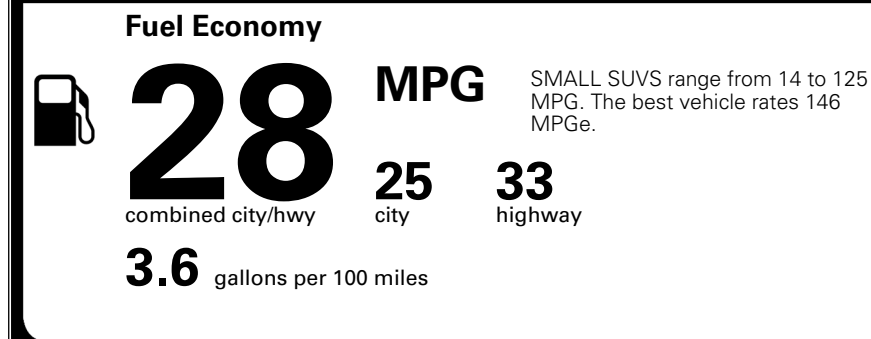 Fuel Economy
28 MPG
SMALL SUVS range from 14 to 125
MPG. The best vehicle rates 146
MPGe.
combined city/hwy
25
city
33
highway
3.6 gallons per 100 miles